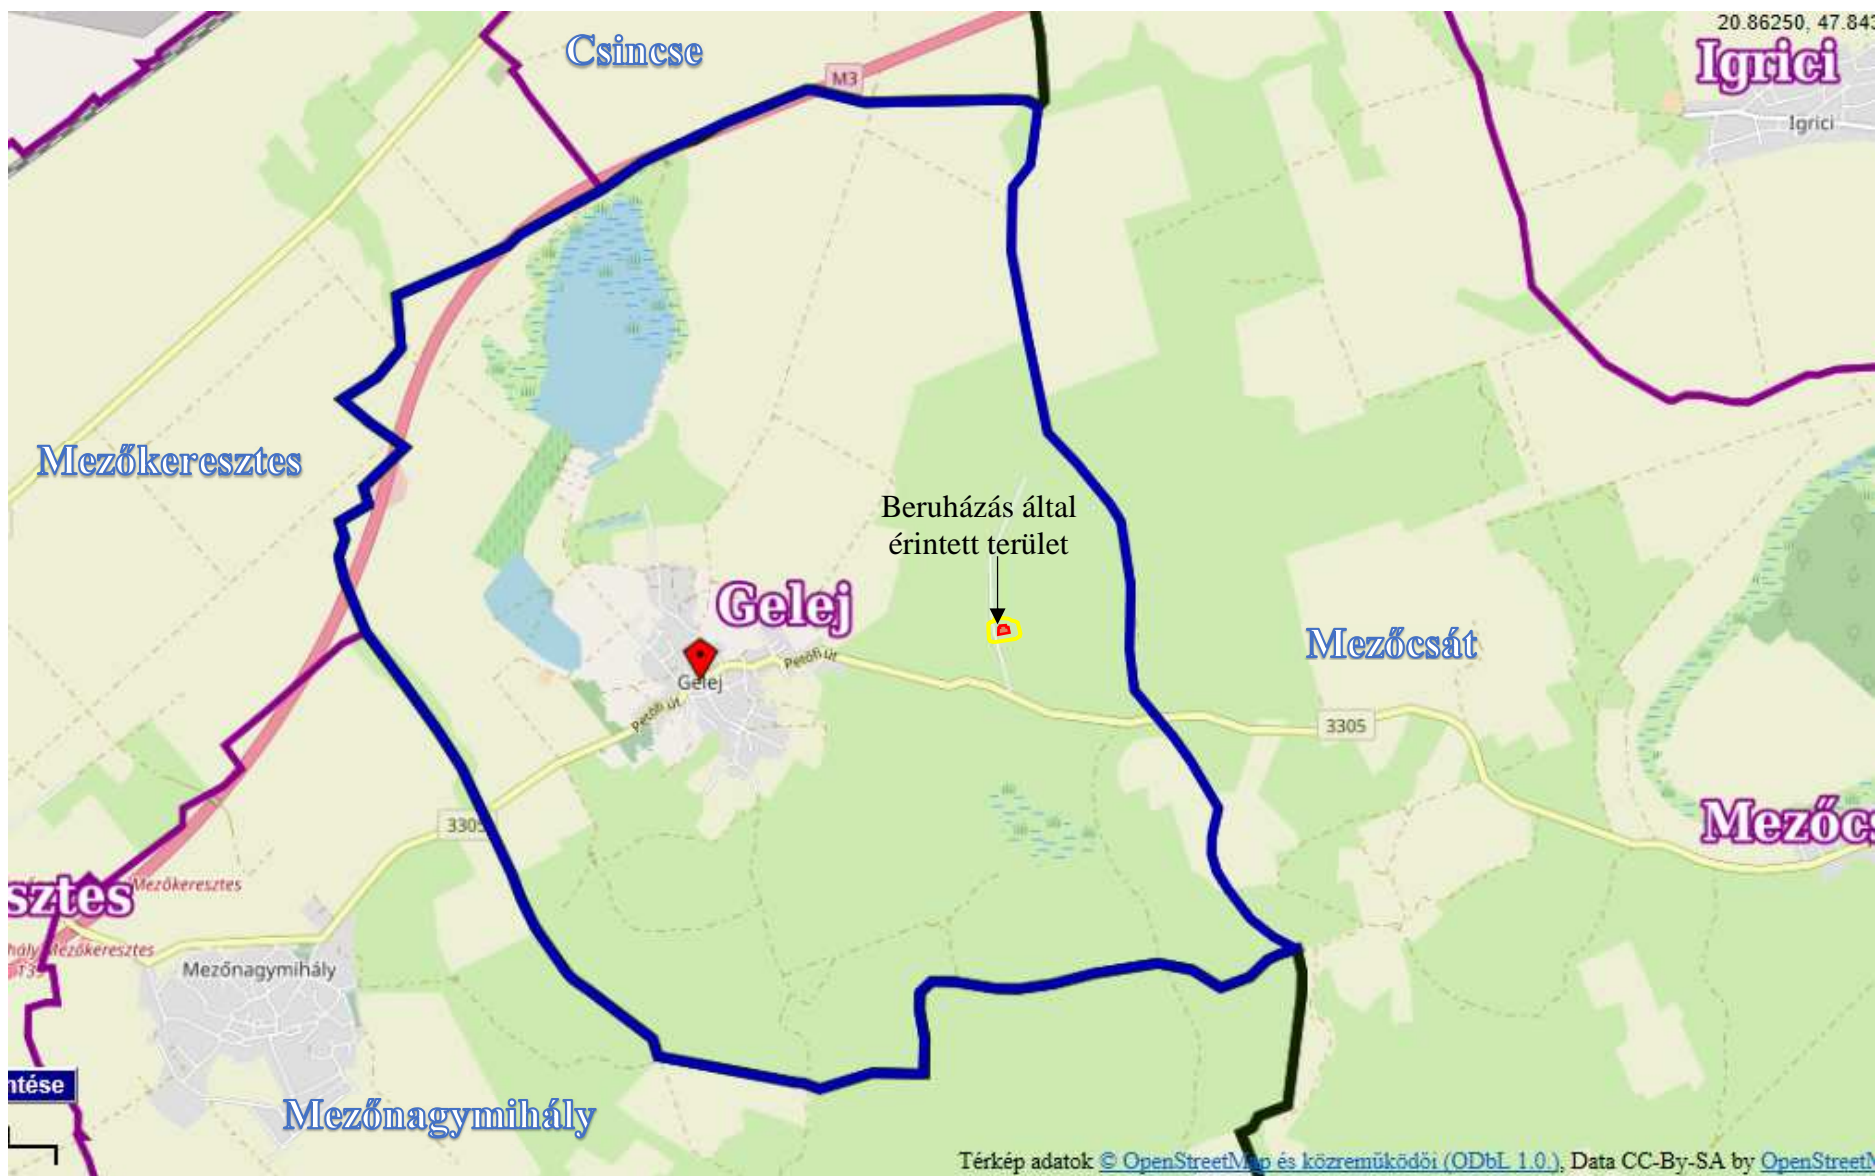 20.86250, 47.843
Csincse
Igrici
M3
Igrici
Mezőkeresztes
Beruházás által
érintett terület
Gelej
Mezőcsát
Petőfi út
Gelej
Petőfi út
3305
3305
Mezőcs
Mezőkeresztes
sztes
hály Mezőkeresztes
Mezőnagymihály
ntése
Mezőnagymihály
Térkép adatok © OpenStreetMap és közreműködői (ODbL 1.0.), Data CC-By-SA by OpenStreetM